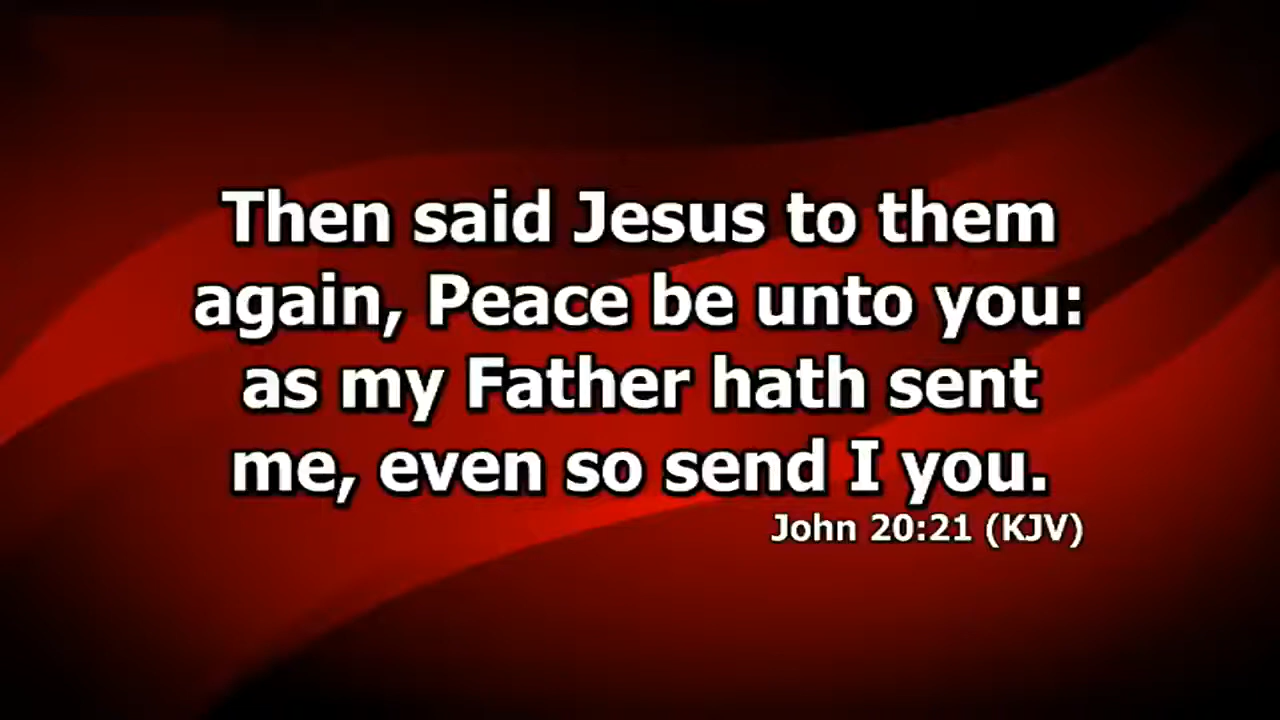 Then said Jesus to them
again, Peace be unto you:
as my Father hath sent
me, even so send I you.
John 20:21 (KJV)